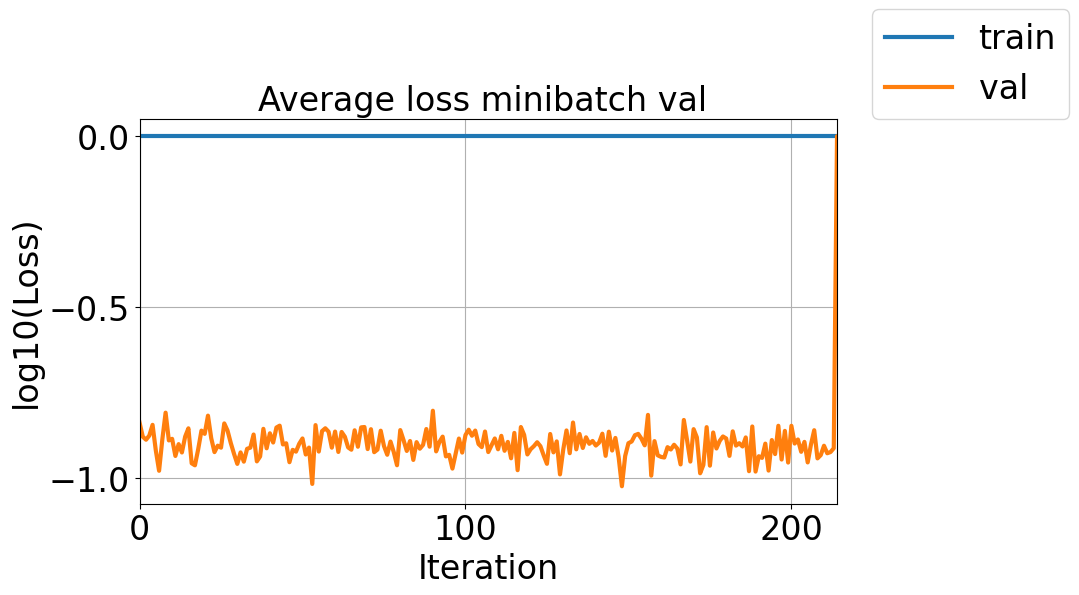 train
val
Average loss minibatch val
0.0
−0.5
−1.0
log10(Loss)
0
100
200
Iteration